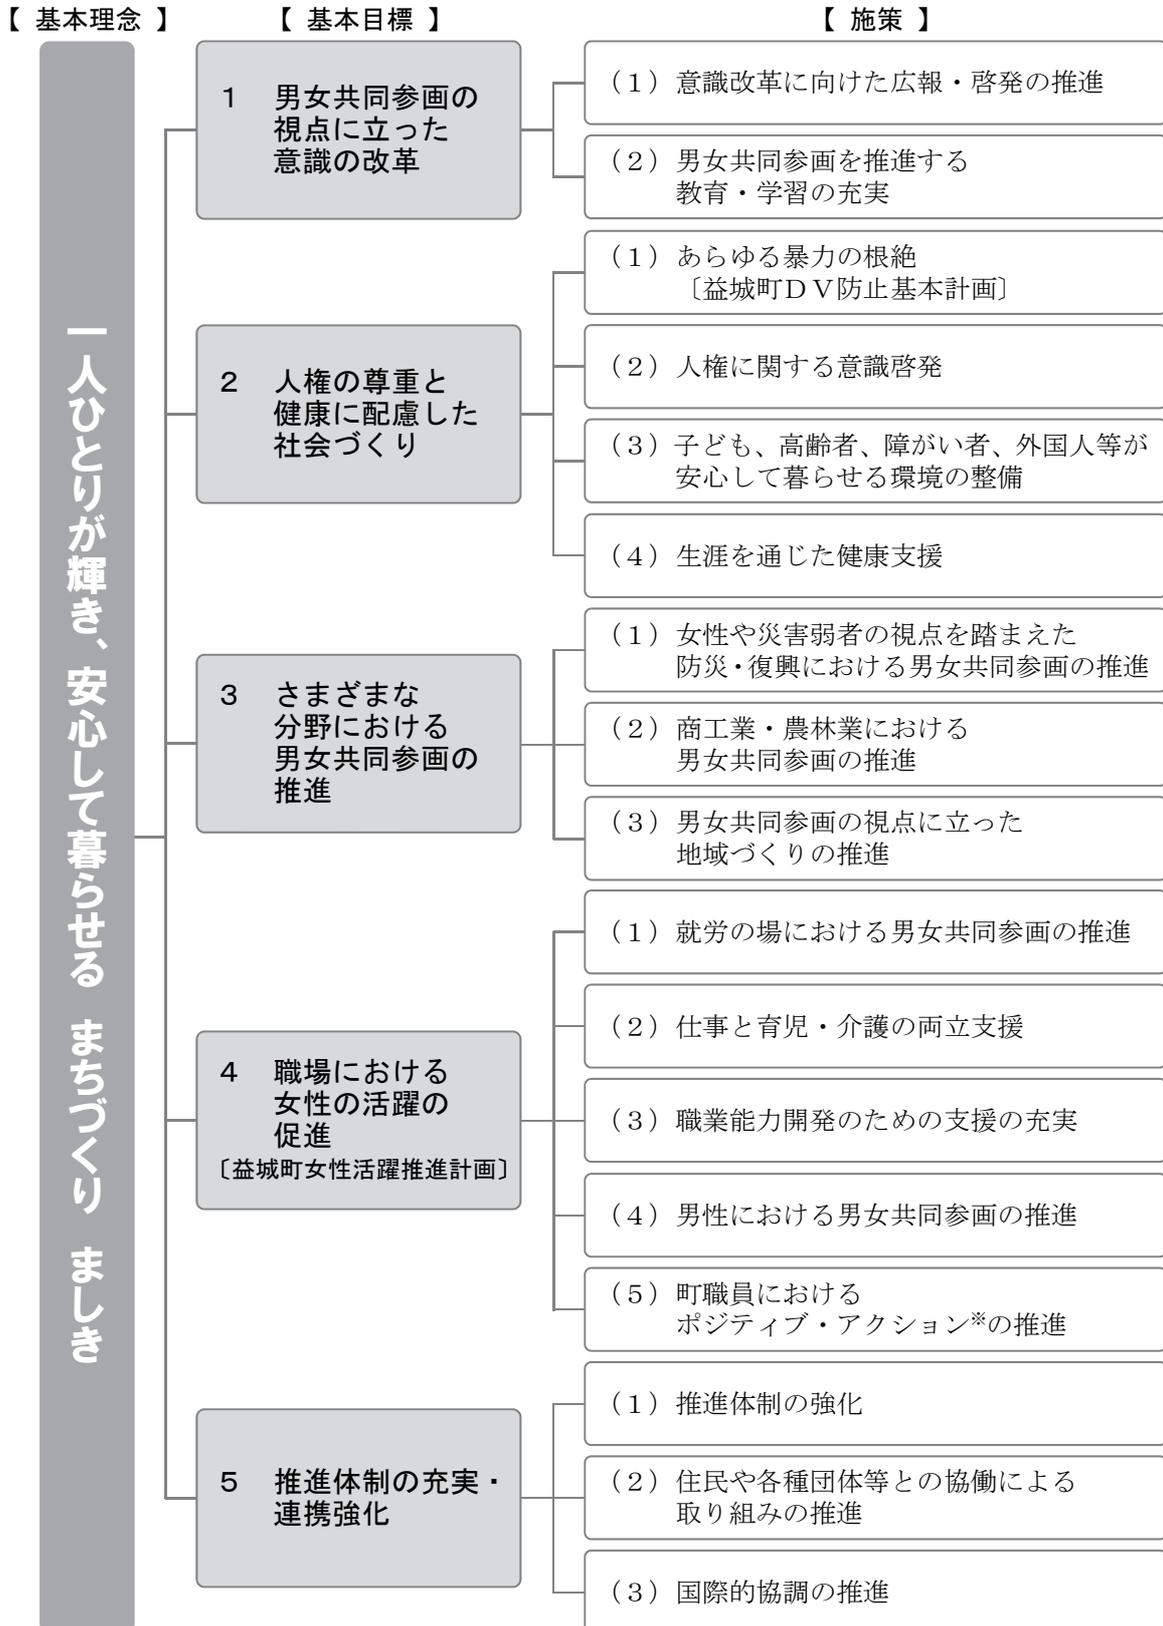 【 基本理念 】
【 基本目標 】
【 施策 】
一人ひとりが輝き、安心して暮らせる　まちづくり　ましき
1　男女共同参画の
視点に立った
意識の改革
（１）意識改革に向けた広報・啓発の推進
（２）男女共同参画を推進する
教育・学習の充実
2　人権の尊重と
健康に配慮した
社会づくり
（１）あらゆる暴力の根絶
〔益城町ＤＶ防止基本計画〕
（２）人権に関する意識啓発
（３）子ども、高齢者、障がい者、外国人等が
安心して暮らせる環境の整備
（４）生涯を通じた健康支援
3　さまざまな
分野における
男女共同参画の
推進
（１）女性や災害弱者の視点を踏まえた
防災・復興における男女共同参画の推進
（２）商工業・農林業における
男女共同参画の推進
（３）男女共同参画の視点に立った
地域づくりの推進
4　職場における
女性の活躍の
促進
〔益城町女性活躍推進計画〕
（１）就労の場における男女共同参画の推進
（２）仕事と育児・介護の両立支援
（３）職業能力開発のための支援の充実
（４）男性における男女共同参画の推進
（５）町職員における
ポジティブ・アクション※の推進
5　推進体制の充実・
連携強化
（１）推進体制の強化
（２）住民や各種団体等との協働による
取り組みの推進
（３）国際的協調の推進